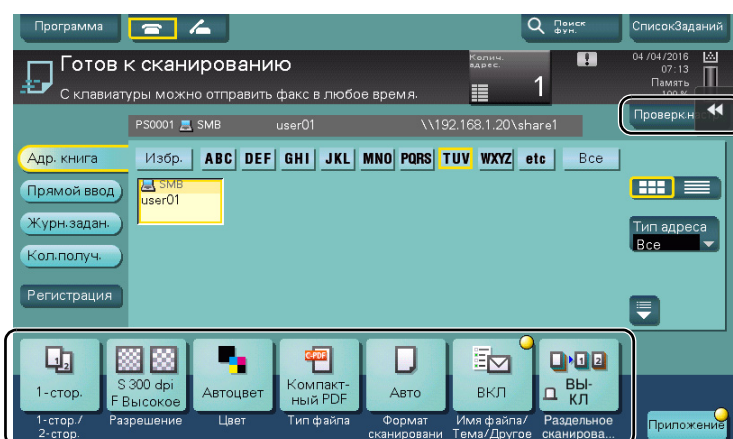 Программа
Поиск
фун.
СписокЗаданий
Готов к сканированию
С клавиатуры можно отправить факс в любое время.
Колич.
адрес.
1
04/04/2016
07:13
Память
100 %
PS0001 SMB user01 \\192.168.1.20\share1
Проверк.н
Адр. книга
Избр. ABC DEF GHI JKL MNO PQRS TUV WXYZ etc Все
Прямой ввод
SMB
user01
Журн.задан.
Тип адреса
Все
Кол.получ.
Регистрация
1-стор.
S 300 dpi
F Высокое
Автоцвет
C-PDF
Компакт-
ный PDF
Авто
ВКЛ
ВЫ-
КЛ
1-стор./
2-стор.
Разрешение
Цвет
Тип файла
Формат
сканировани
Имя файла/
Тема/Другое
Раздельное
сканирова...
Приложение